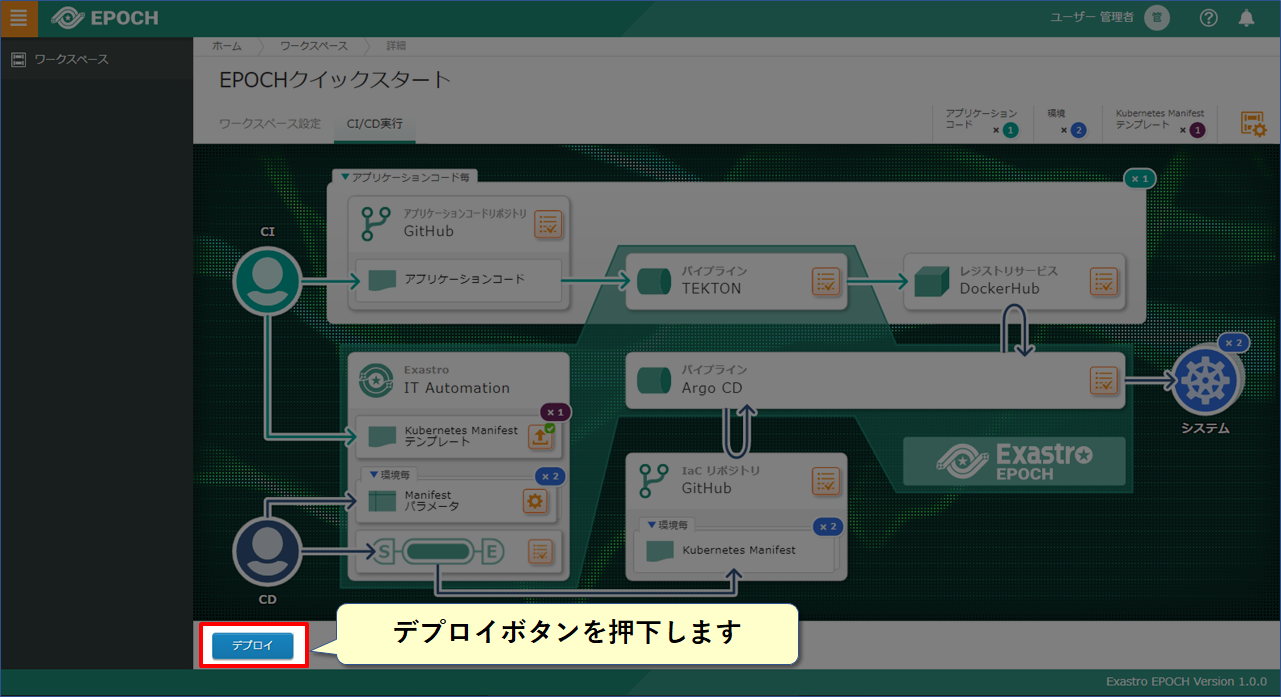 EPOCH
ユーザー 管理者
管
ワークスペース
ホーム
ワークスペース
詳細
EPOCHクイックスタート
ワークスペース設定
CI/CD実行
アプリケーション
コード
× 1
環境
× 2
Kubernetes Manifest
テンプレート
× 1
▼アプリケーションコード毎
× 1
アプリケーションコードリポジトリ
GitHub
アプリケーションコード
CI
パイプライン
TEKTON
レジストリサービス
DockerHub
Exastro
IT Automation
パイプライン
Argo CD
× 2
システム
× 1
Kubernetes Manifest
テンプレート
▼環境毎
× 2
Manifest
パラメータ
S
E
CD
IaC リポジトリ
GitHub
▼環境毎
× 2
Kubernetes Manifest
Exastro
EPOCH
デプロイ
デプロイボタンを押下します
Exastro EPOCH Version 1.0.0